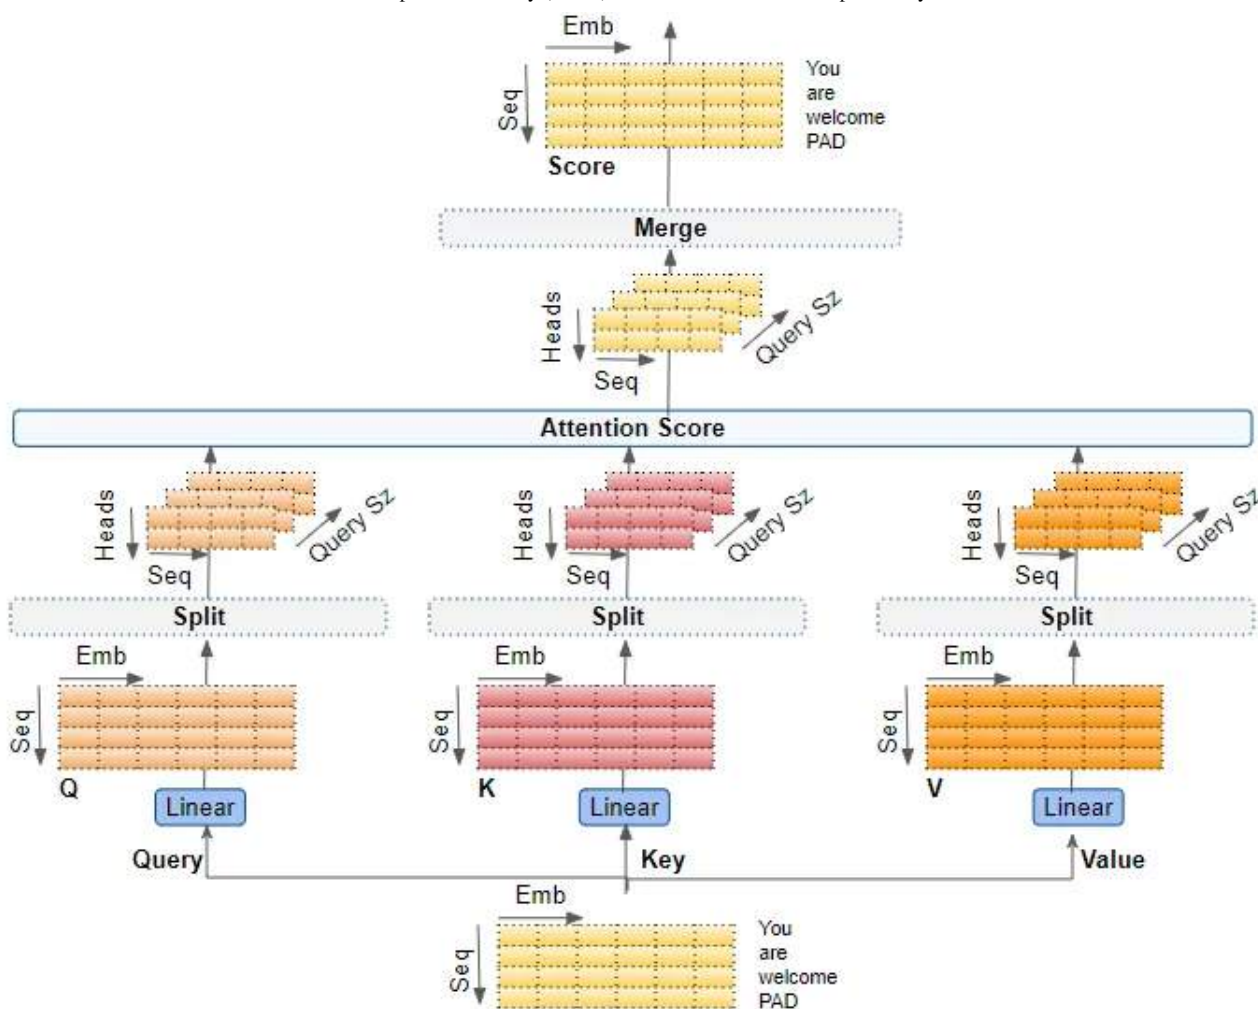 Emb
Seq
You
are
welcome
PAD
Score
Merge
Heads
Seq
Query Sz
Attention Score
Heads
Seq
Query Sz
Heads
Seq
Query Sz
Heads
Seq
Query Sz
Split
Split
Split
Emb
Seq
Q
Emb
Seq
K
Emb
Seq
V
Linear
Linear
Linear
Query
Key
Value
Emb
Seq
You
are
welcome
PAD